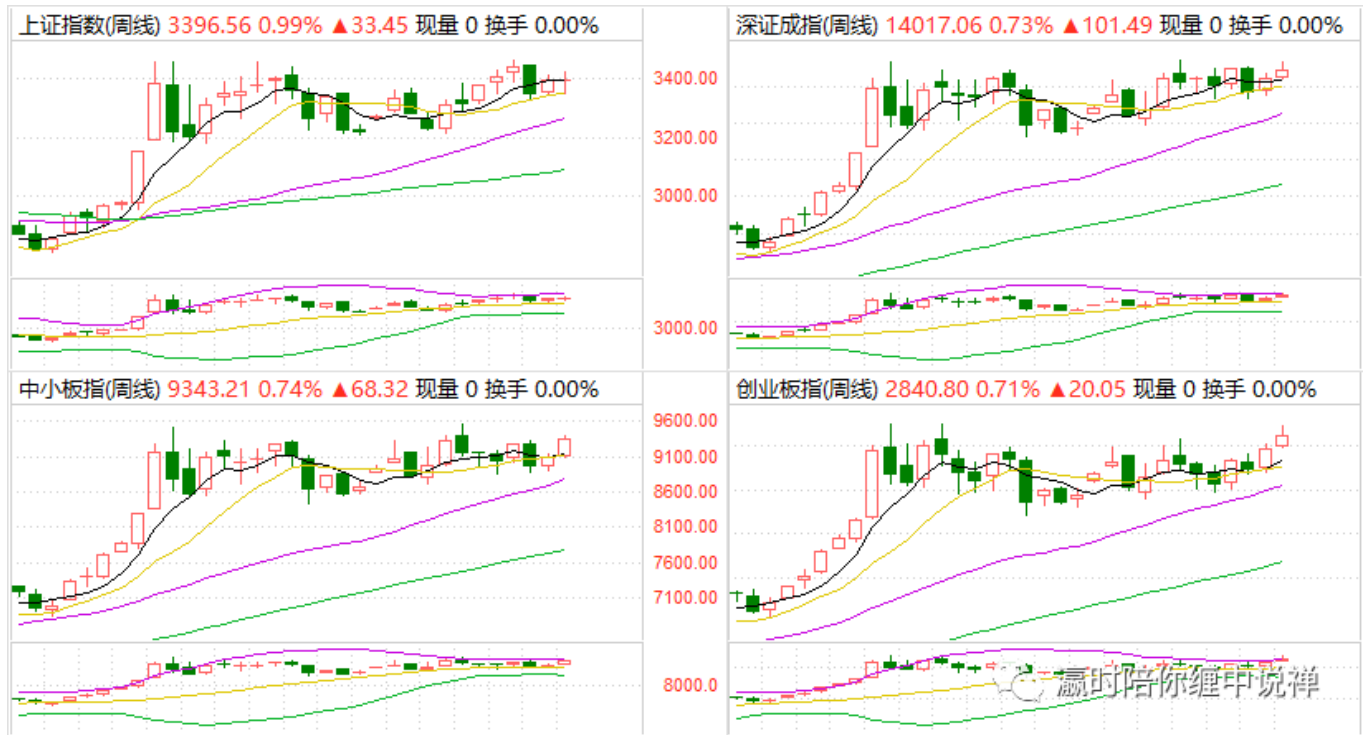 上证指数(周线) 3396.56 0.99% ▲33.45 现量 0 换手 0.00%
3400.00
3200.00
3000.00
3000.00
深证成指(周线) 14017.06 0.73% ▲101.49 现量 0 换手 0.00%
中小板指(周线) 9343.21 0.74% ▲68.32 现量 0 换手 0.00%
9600.00
9100.00
8600.00
8100.00
7600.00
7100.00
8000.0
创业板指(周线) 2840.80 0.71% ▲20.05 现量 0 换手 0.00%
瀛时陪你缠中说禅